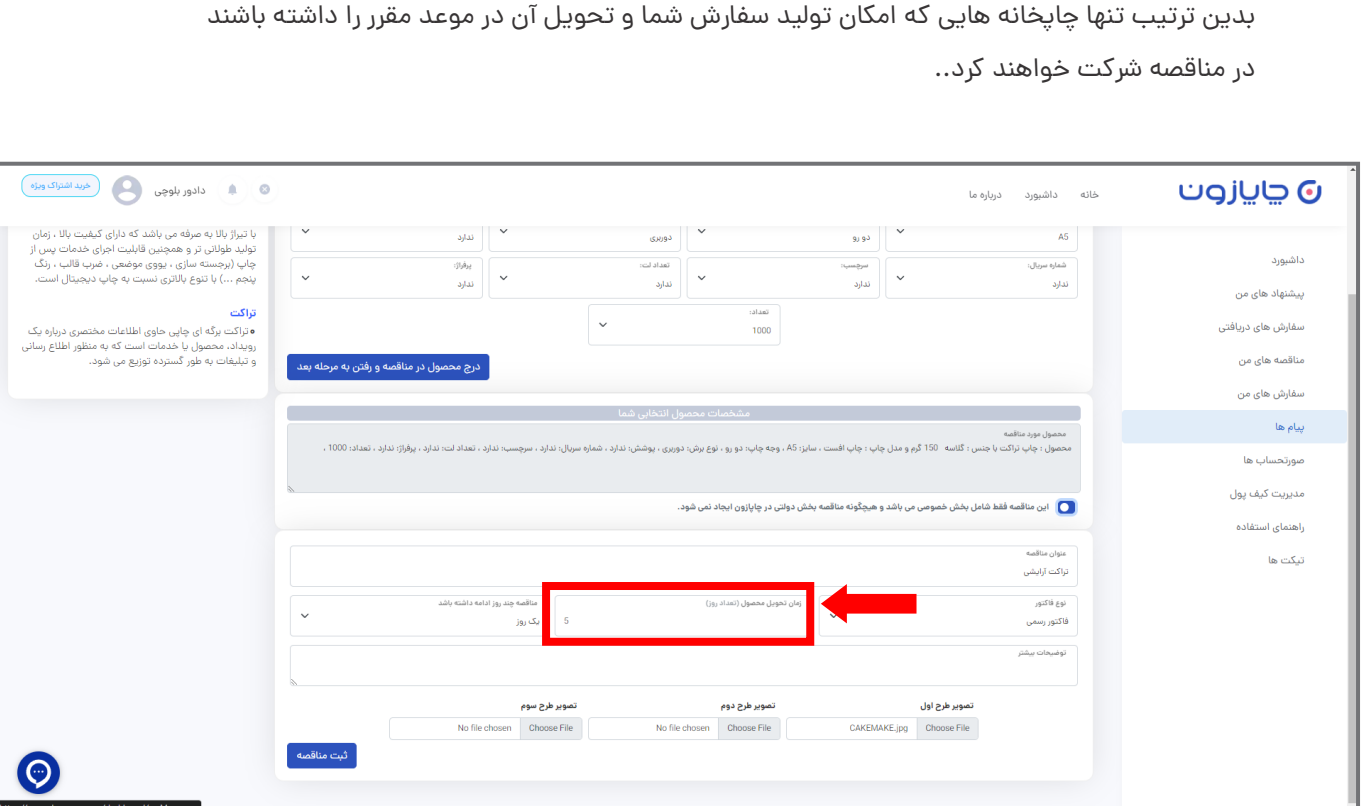 بدین ترتیب تنها چاپخانه هایی که امکان تولید سفارش شما و تحویل آن در موعد مقرر را داشته باشند
در مناقصه شرکت خواهند کرد..
چاپازون
خانه داشبورد درباره ما
دادور بلوچی
خرید اشتراک ویژه
داشبورد
پیشنهاد های من
سفارش های دریافتی
مناقصه های من
سفارش های من
پیام ها
صورتحساب ها
مدیریت کیف پول
راهنمای استفاده
تیکت ها
A5
دو رو
دوربری
ندارد
شماره سریال:
ندارد
سرچسب:
ندارد
تعداد لت:
ندارد
پرفراژ:
ندارد
تعداد:
1000
درج محصول در مناقصه و رفتن به مرحله بعد
مشخصات محصول انتخابی شما
محصول مورد مناقصه
محصول : چاپ تراکت با جنس : گلاسه 150 گرم و مدل چاپ : چاپ افست ، سایز: A5 ، وجه چاپ: دو رو ، نوع برش: دوربری ، پوشش: ندارد ، شماره سریال: ندارد ، سرچسب: ندارد ، تعداد لت: ندارد ، پرفراژ: ندارد ، تعداد: 1000 ،
این مناقصه فقط شامل بخش خصوصی می باشد و هیچگونه مناقصه بخش دولتی در چاپازون ایجاد نمی شود.
عنوان مناقصه
تراکت آرایشی
نوع فاکتور
فاکتور رسمی
زمان تحویل محصول (تعداد روز)
5
مناقصه چند روز ادامه داشته باشد
یک روز
توضیحات بیشتر
تصویر طرح اول
Choose File CAKEMAKE.jpg
تصویر طرح دوم
Choose File No file chosen
تصویر طرح سوم
Choose File No file chosen
ثبت مناقصه
با تیراژ بالا به صرفه می باشد که دارای کیفیت بالا ، زمان
تولید طولانی تر و همچنین قابلیت اجرای خدمات پس از
چاپ (برجسته سازی ، یووی موضعی ، ضرب قالب ، رنگ
پنجم ...) با تنوع بالاتری نسبت به چاپ دیجیتال است.
تراکت
•تراکت برگه ای چاپی حاوی اطلاعات مختصری درباره یک
رویداد، محصول یا خدمات است که به منظور اطلاع رسانی
و تبلیغات به طور گسترده توزیع می شود.